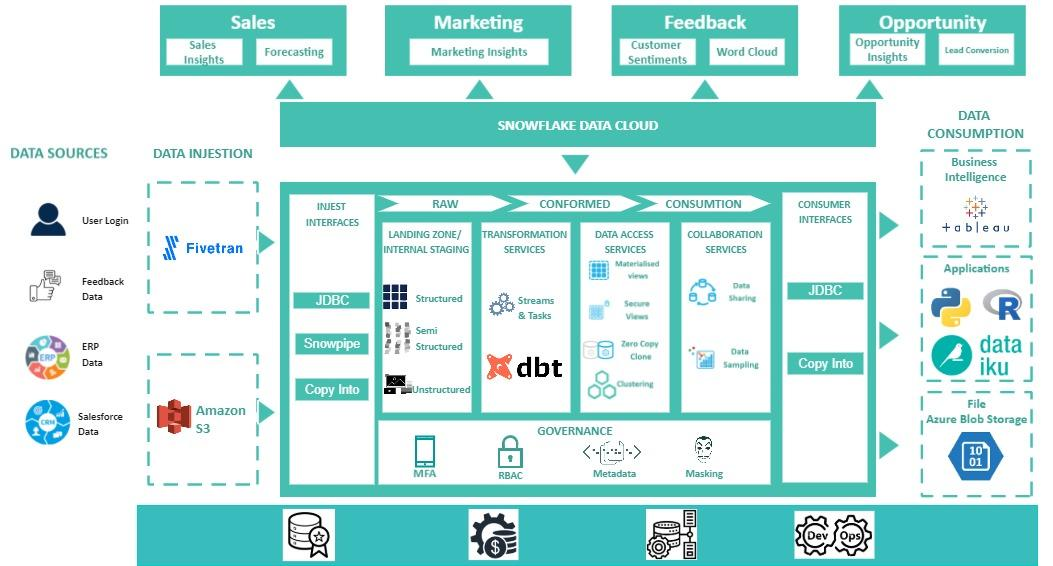 Sales
Sales
Insights
Forecasting
Marketing
Marketing Insights
Feedback
Customer
Sentiments
Word Cloud
Opportunity
Opportunity
Insights
Lead Conversion
SNOWFLAKE DATA CLOUD
DATA SOURCES
User Login
Feedback
Data
ERP
ERP
Data
CRM
Salesforce
Data
DATA INJESTION
Fivetran
Amazon
S3
INJEST
INTERFACES
JDBC
Snowpipe
Copy Into
RAW
CONFORMED
CONSUMTION
LANDING ZONE/
INTERNAL STAGING
Structured
Semi
Structured
Unstructured
TRANSFORMATION
SERVICES
Streams
& Tasks
dbt
DATA ACCESS
SERVICES
Materialised
views
Secure
Views
Zero Copy
Clone
Clustering
COLLABORATION
SERVICES
Data
Sharing
Data
Sampling
GOVERNANCE
MFA
RBAC
Metadata
Masking
CONSUMER
INTERFACES
JDBC
Copy Into
DATA
CONSUMPTION
Business
Intelligence
+ableau
Applications
R
data
iku
File
Azure Blob Storage
10
01
$
Dev
Ops